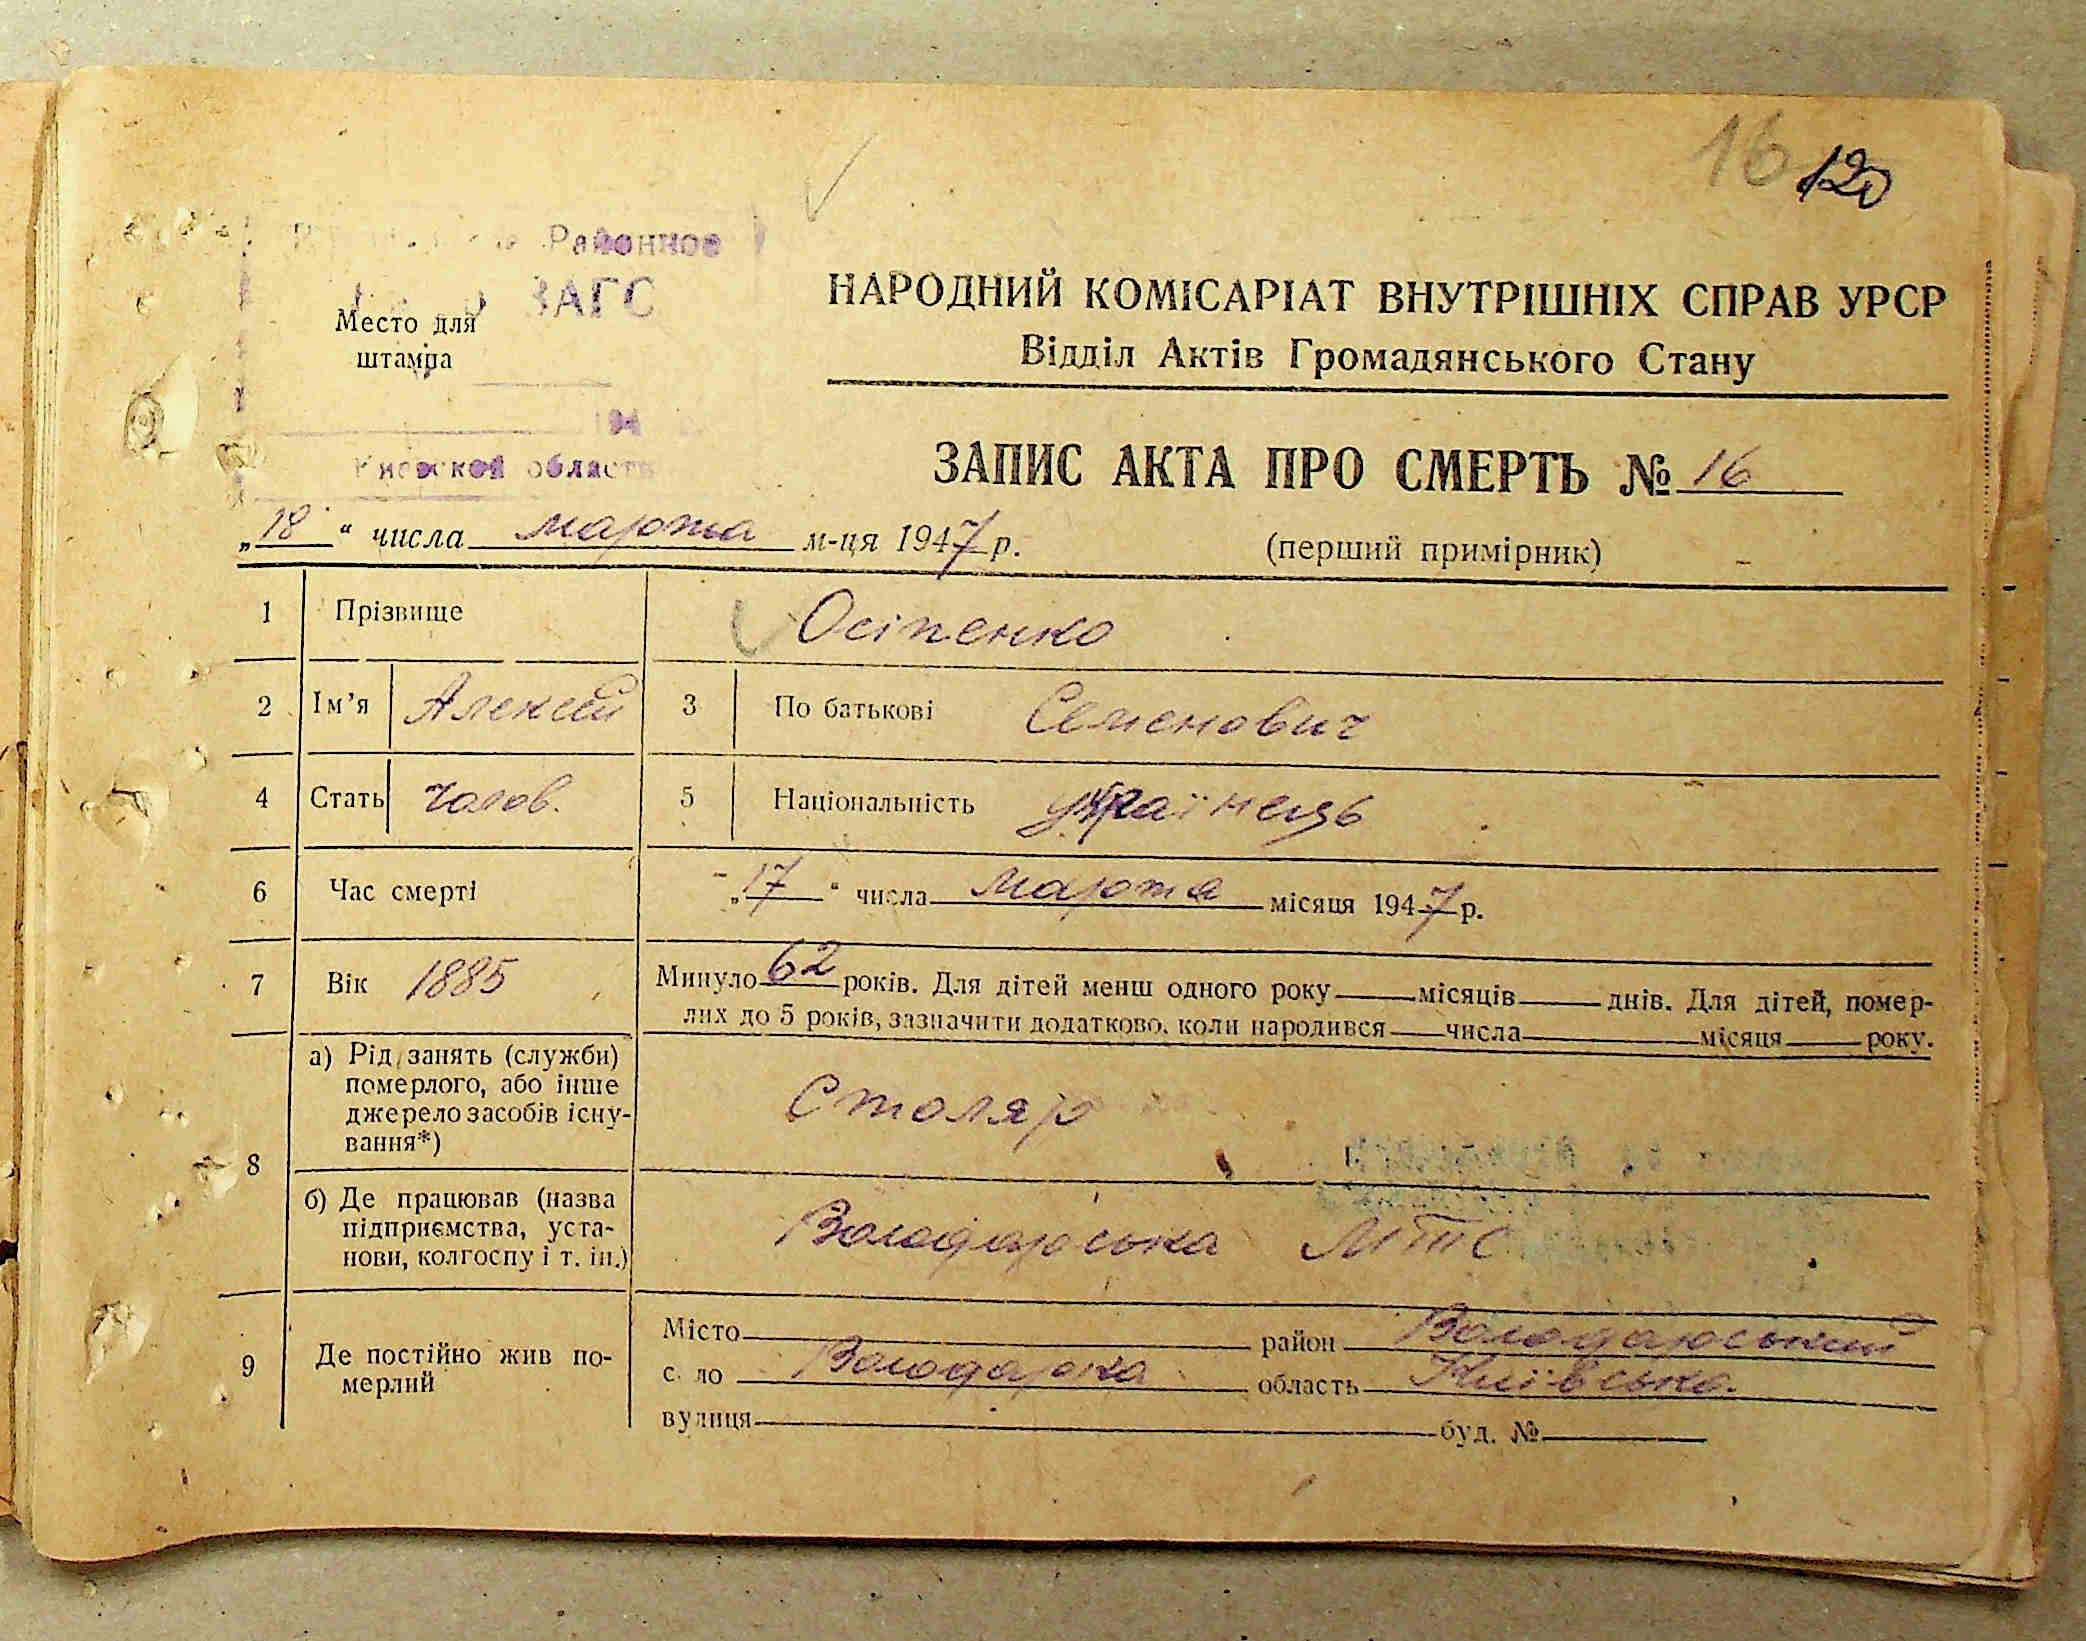 16 120
Районное
ЗАГС
Место для
штампа
194
Киевской области
НАРОДНИЙ КОМІСАРІАТ ВНУТРІШНІХ СПРАВ УРСР
Відділ Актів Громадянського Стану
ЗАПИС АКТА ПРО СМЕРТЬ № 16
„18“ числа марта м-ця 1947 р.
(перший примірник)
1 Прізвище Осіпенко
2 Ім’я Алексей 3 По батькові Семенович
4 Стать чолов. 5 Національність українець
6 Час смерті „17“ числа марта місяця 1947 р.
7 Вік 1885 Минуло 62 років. Для дітей менш одного року місяців днів. Для дітей, помер-
лих до 5 років, зазначити додатково, коли народився числа місяця року.
8
а) Рід занять (служби)
померлого, або інше
джерело засобів існу-
вання*)
Столяр
б) Де працював (назва
підприємства, уста-
нови, колгоспу і т. ін.)
Володарська МТС
9 Де постійно жив по-
мерлий
Місто район Володарський
село Володарка область Київська
вулиця буд. №